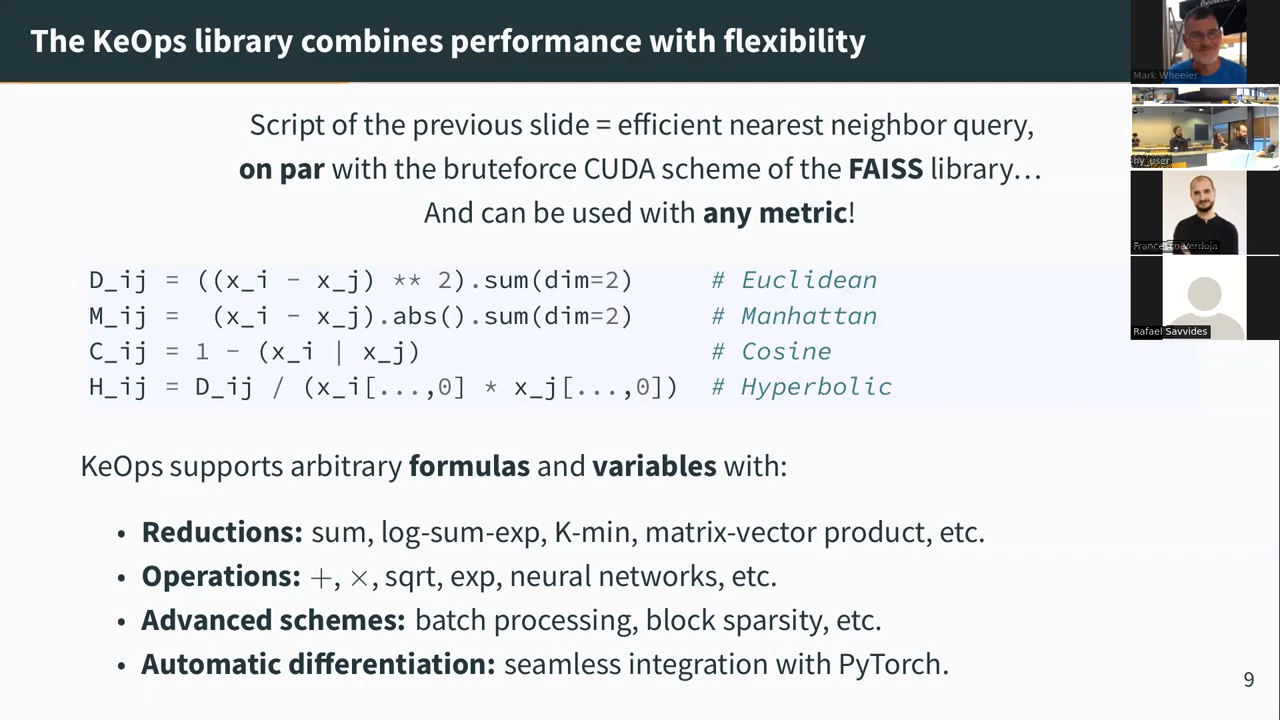 The KeOps library combines performance with flexibility
Script of the previous slide = efficient nearest neighbor query,
on par with the bruteforce CUDA scheme of the FAISS library…
And can be used with any metric!
D_ij = ((x_i - x_j) ** 2).sum(dim=2) # Euclidean
M_ij = (x_i - x_j).abs().sum(dim=2) # Manhattan
C_ij = 1 - (x_i | x_j) # Cosine
H_ij = D_ij / (x_i[...,0] * x_j[...,0]) # Hyperbolic
KeOps supports arbitrary formulas and variables with:
• Reductions: sum, log-sum-exp, K-min, matrix-vector product, etc.
• Operations: +, ×, sqrt, exp, neural networks, etc.
• Advanced schemes: batch processing, block sparsity, etc.
• Automatic differentiation: seamless integration with PyTorch.
9
Mark Wheeler
hy_user
Francesco Verdoja
Rafael Savvides